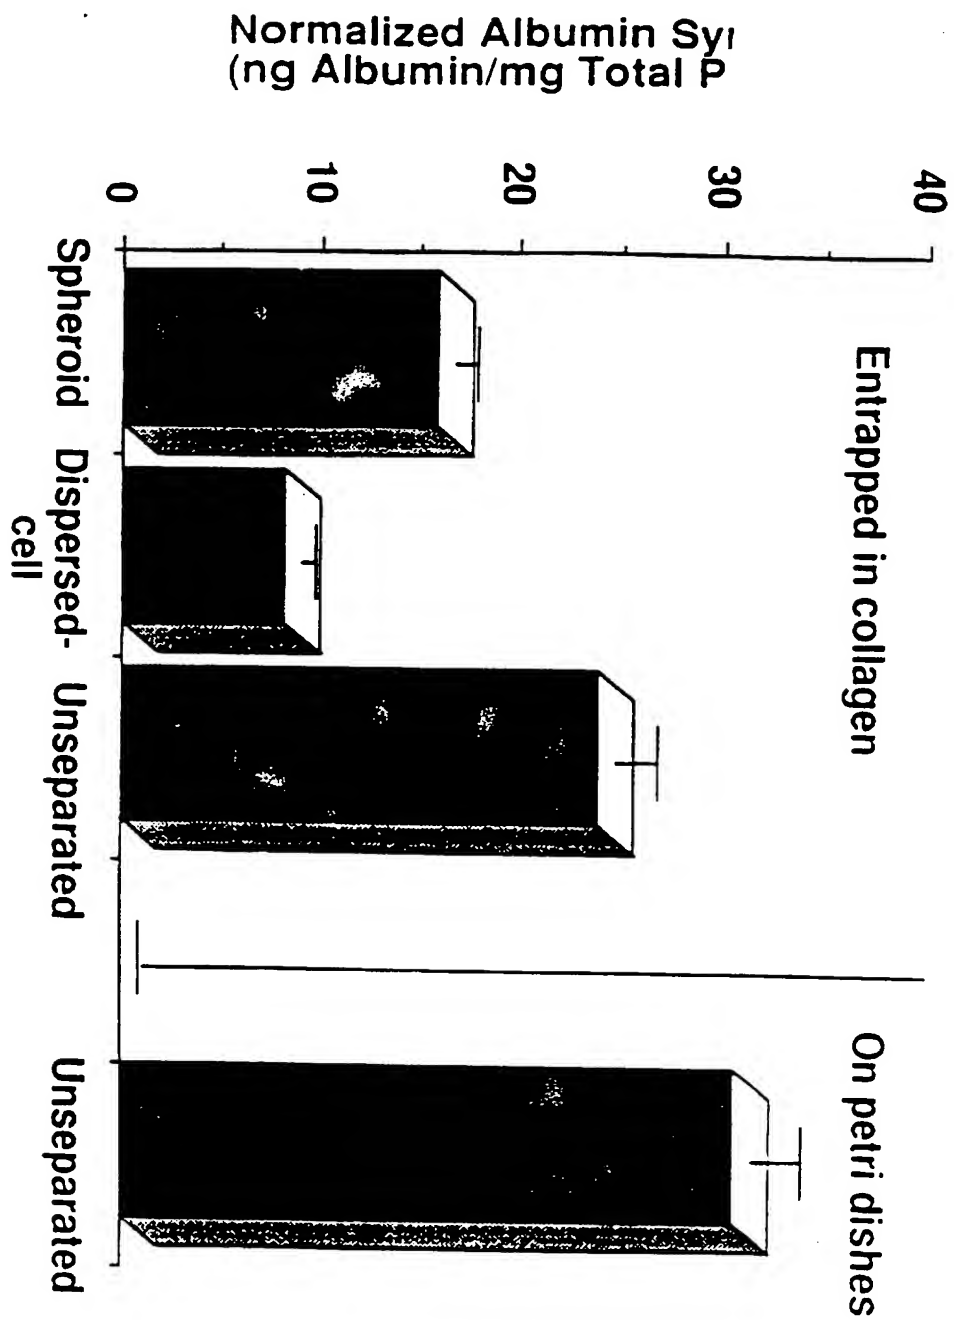 Normalized Albumin
(ng Albumin/mg Total
40
30
20
10
0
Entrapped in collagen
On petri dishes
Spheroid
Dispersed-
cell
Unseparated
Unseparated